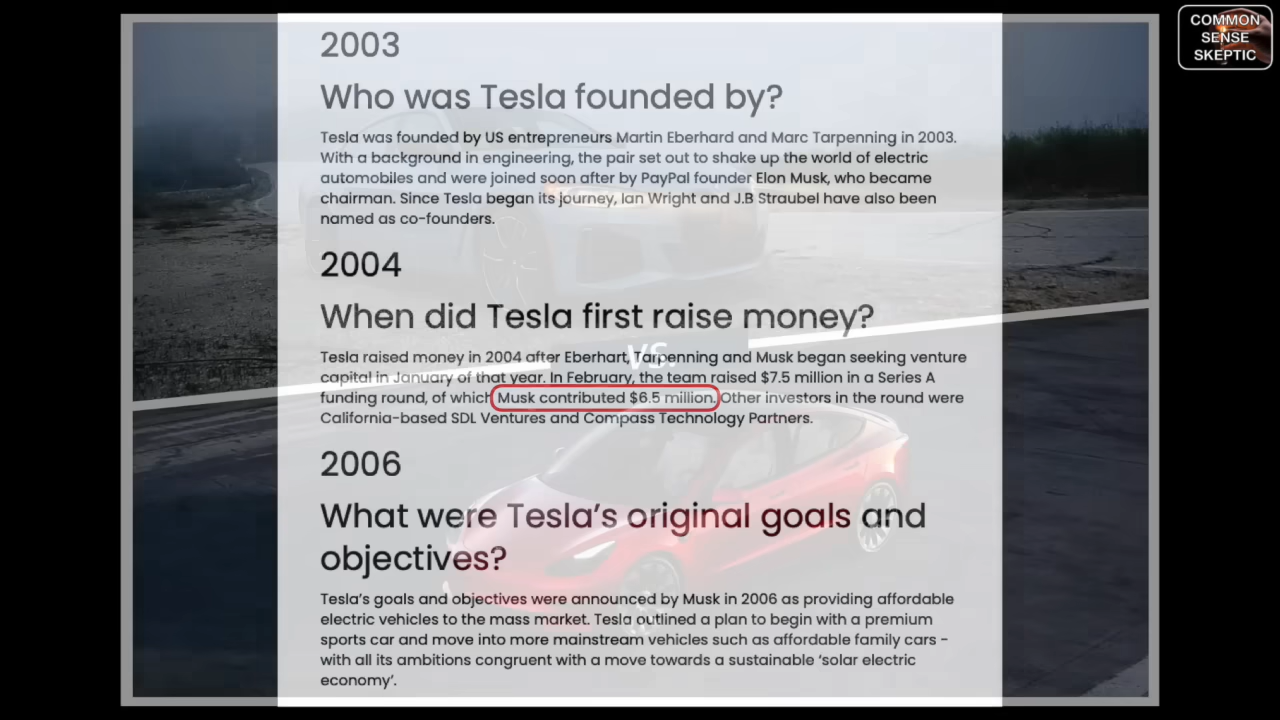 COMMON
SENSE
SKEPTIC
2003
Who was Tesla founded by?
Tesla was founded by US entrepreneurs Martin Eberhard and Marc Tarpenning in 2003.
With a background in engineering, the pair set out to shake up the world of electric
automobiles and were joined soon after by PayPal founder Elon Musk, who became
chairman. Since Tesla began its journey, Ian Wright and J.B Straubel have also been
named as co-founders.
2004
When did Tesla first raise money?
VS.
Tesla raised money in 2004 after Eberhart, Tarpenning and Musk began seeking venture
capital in January of that year. In February, the team raised $7.5 million in a Series A
funding round, of which Musk contributed $6.5 million. Other investors in the round were
California-based SDL Ventures and Compass Technology Partners.
2006
What were Tesla's original goals and
objectives?
Tesla's goals and objectives were announced by Musk in 2006 as providing affordable
electric vehicles to the mass market. Tesla outlined a plan to begin with a premium
sports car and move into more mainstream vehicles such as affordable family cars -
with all its ambitions congruent with a move towards a sustainable 'solar electric
economy'.